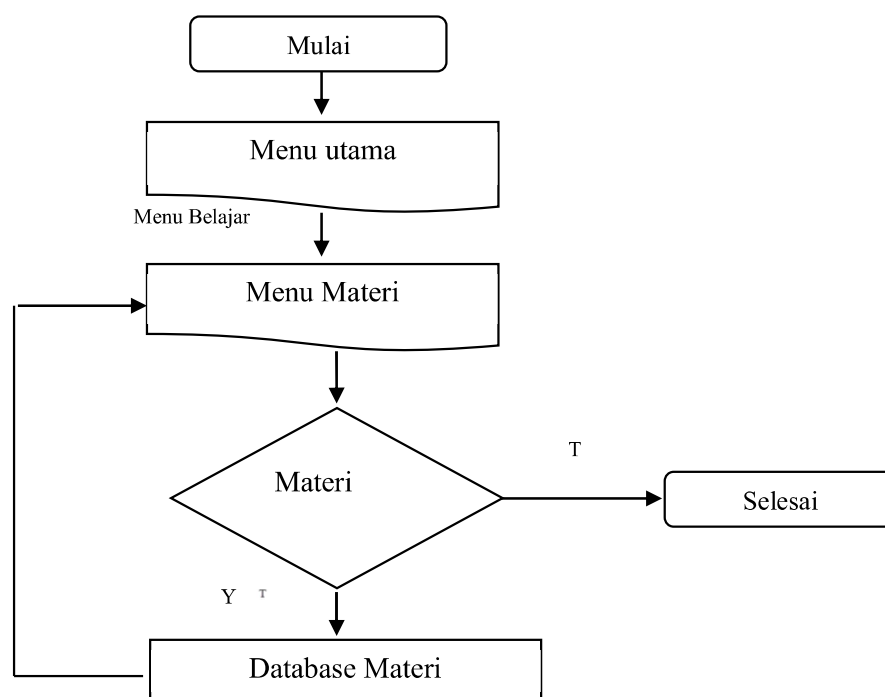 Mulai
Menu utama
Menu Belajar
Menu Materi
T
Materi
Selesai
Y T
Database Materi